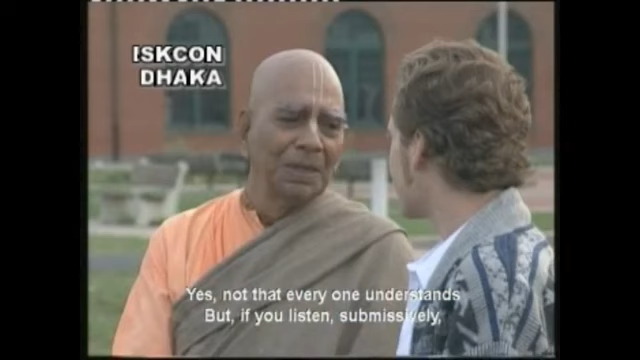 ISKCON
DHAKA
Yes, not that every one understands
But, if you listen, submissively,